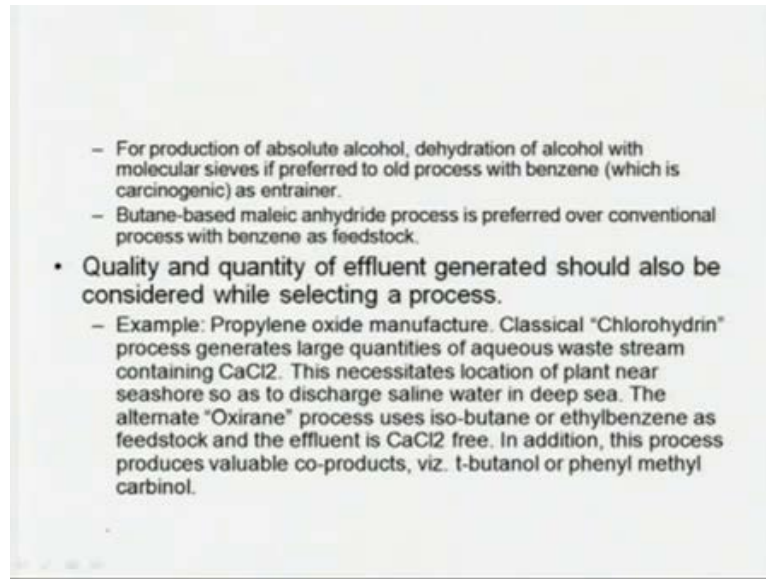 – For production of absolute alcohol, dehydration of alcohol with
molecular sieves if preferred to old process with benzene (which is
carcinogenic) as entrainer.
– Butane-based maleic anhydride process is preferred over conventional
process with benzene as feedstock.
• Quality and quantity of effluent generated should also be
considered while selecting a process.
– Example: Propylene oxide manufacture. Classical "Chlorohydrin"
process generates large quantities of aqueous waste stream
containing CaCl2. This necessitates location of plant near
seashore so as to discharge saline water in deep sea. The
alternate "Oxirane" process uses iso-butane or ethylbenzene as
feedstock and the effluent is CaCl2 free. In addition, this process
produces valuable co-products, viz. t-butanol or phenyl methyl
carbinol.